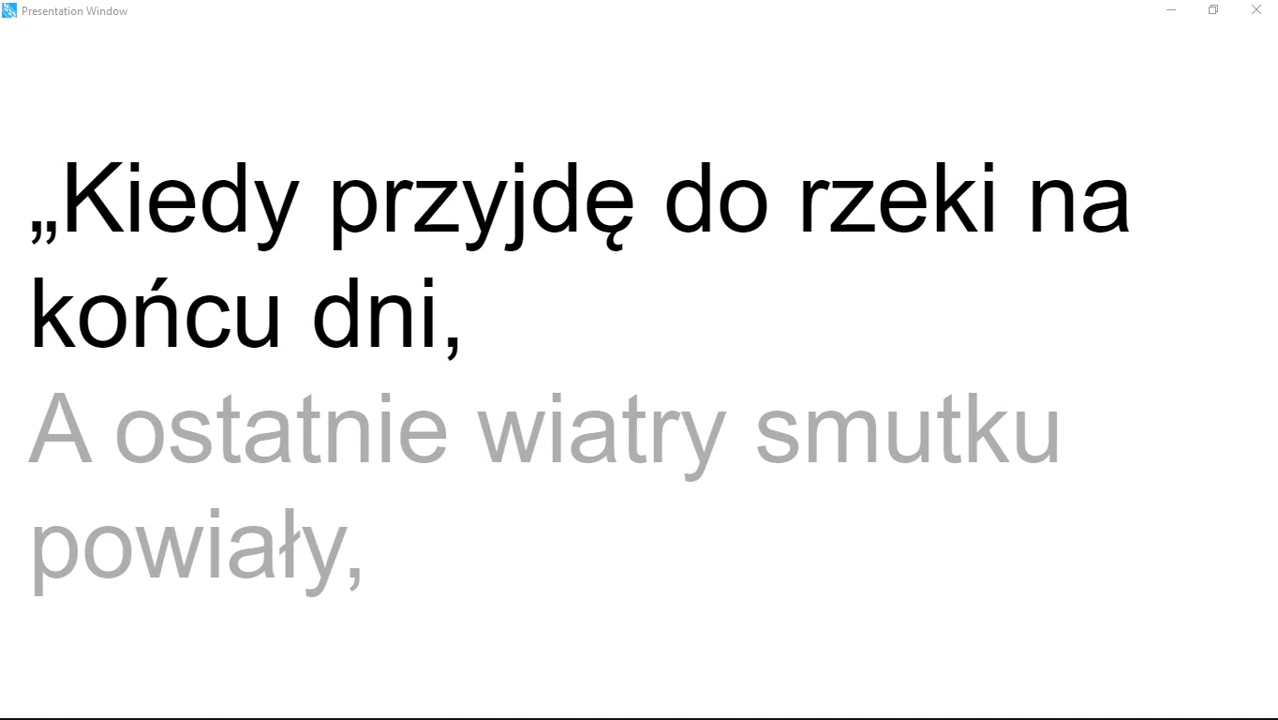 Presentation Window
„Kiedy przyjdę do rzeki na
końcu dni,
A ostatnie wiatry smutku
powiały,